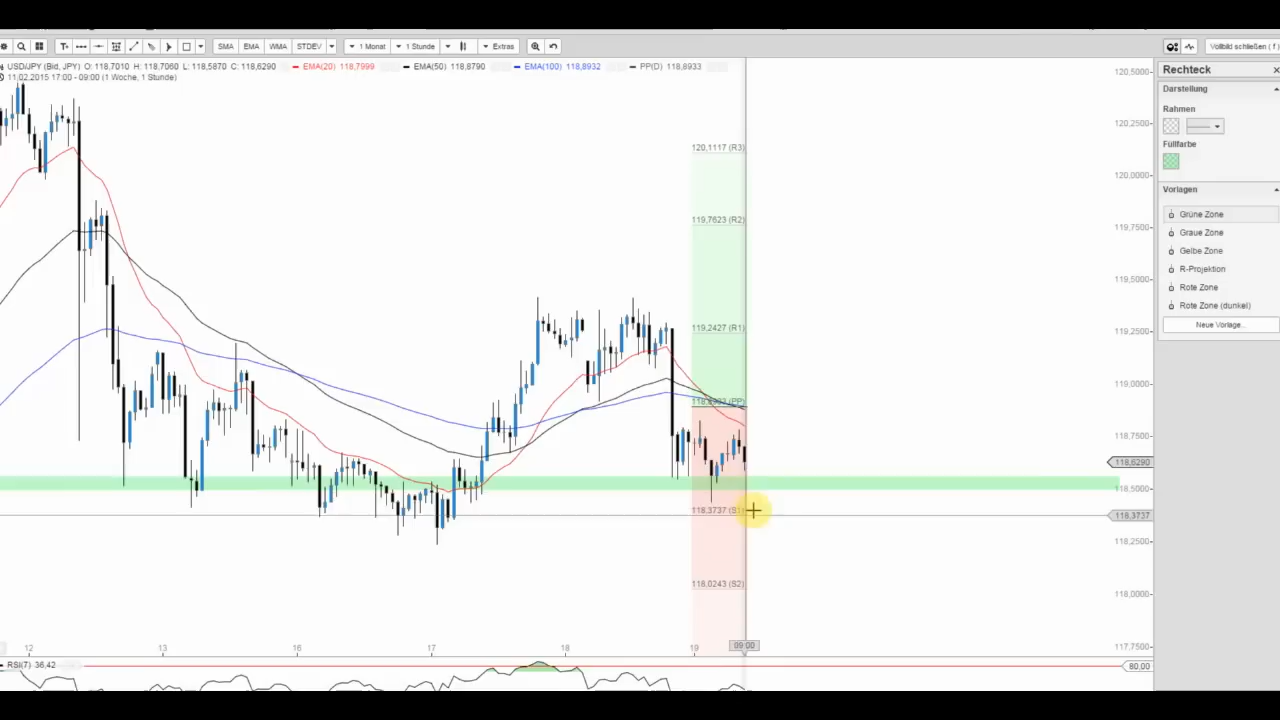 SMA EMA WMA STDEV 1 Monat 1 Stunde Extras Vollbild schließen ( f )
USD/JPY (Bid, JPY) O: 118,7010 H: 118,7060 L: 118,5870 C: 118,6290 EMA(20) 118,7999 EMA(50) 118,8790 EMA(100) 118,8932 PP(D) 118,8933
11.02.2015 17:00 - 09:00 (1 Woche, 1 Stunde)
120,1117 (R3)
119,7623 (R2)
119,2427 (R1)
118,8933 (PP)
118,3737 (S1)
118,0243 (S2)
120,5000
120,2500
120,0000
119,7500
119,5000
119,2500
119,0000
118,7500
118,6290
118,5000
118,3737
118,2500
118,0000
117,7500
12 13 16 17 18 19 09:00
RSI(7) 36,42
80,00
Rechteck
Darstellung
Rahmen
Füllfarbe
Vorlagen
Grüne Zone
Graue Zone
Gelbe Zone
R-Projektion
Rote Zone
Rote Zone (dunkel)
Neue Vorlage...